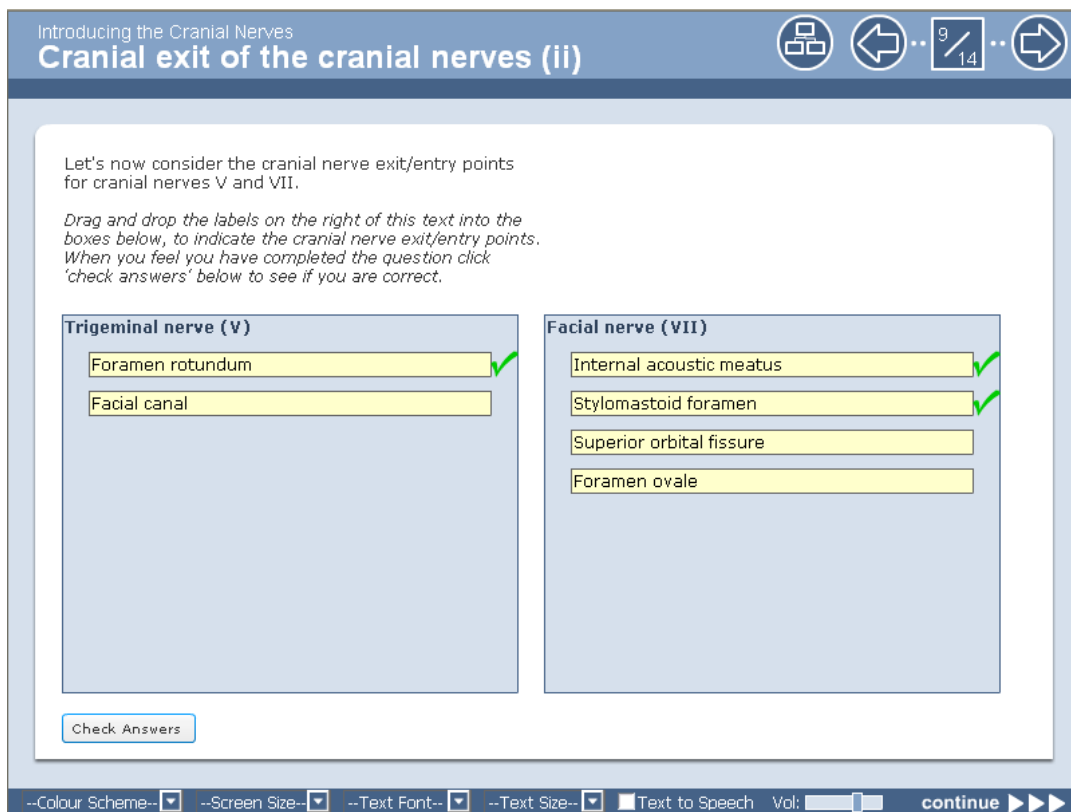 Introducing the Cranial Nerves
Cranial exit of the cranial nerves (ii)
9/14
Let's now consider the cranial nerve exit/entry points
for cranial nerves V and VII.
Drag and drop the labels on the right of this text into the
boxes below, to indicate the cranial nerve exit/entry points.
When you feel you have completed the question click
'check answers' below to see if you are correct.
Trigeminal nerve (V)
Foramen rotundum
Facial canal
Facial nerve (VII)
Internal acoustic meatus
Stylomastoid foramen
Superior orbital fissure
Foramen ovale
Check Answers
--Colour Scheme-- --Screen Size-- --Text Font-- --Text Size-- Text to Speech Vol: continue